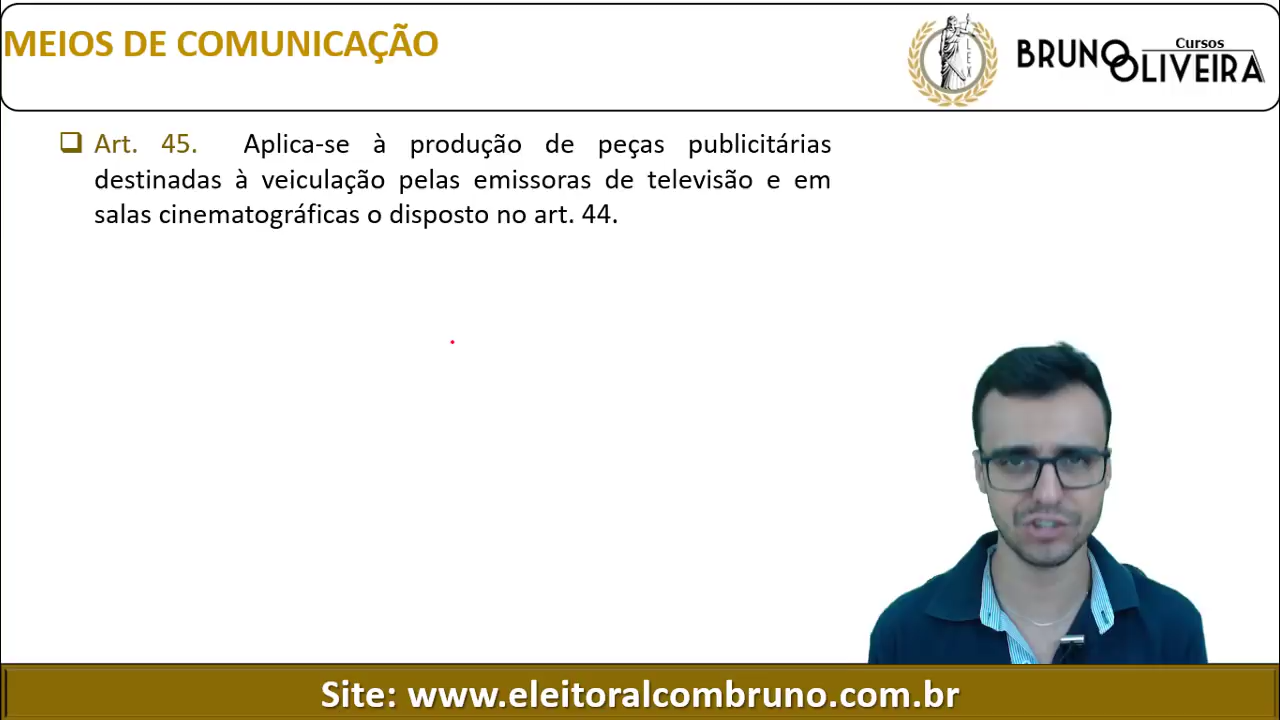 MEIOS DE COMUNICAÇÃO
LEX
Cursos
BRUNO
OLIVEIRA
Art. 45. Aplica-se à produção de peças publicitárias
destinadas à veiculação pelas emissoras de televisão e em
salas cinematográficas o disposto no art. 44.
Site: www.eleitoralcombruno.com.br